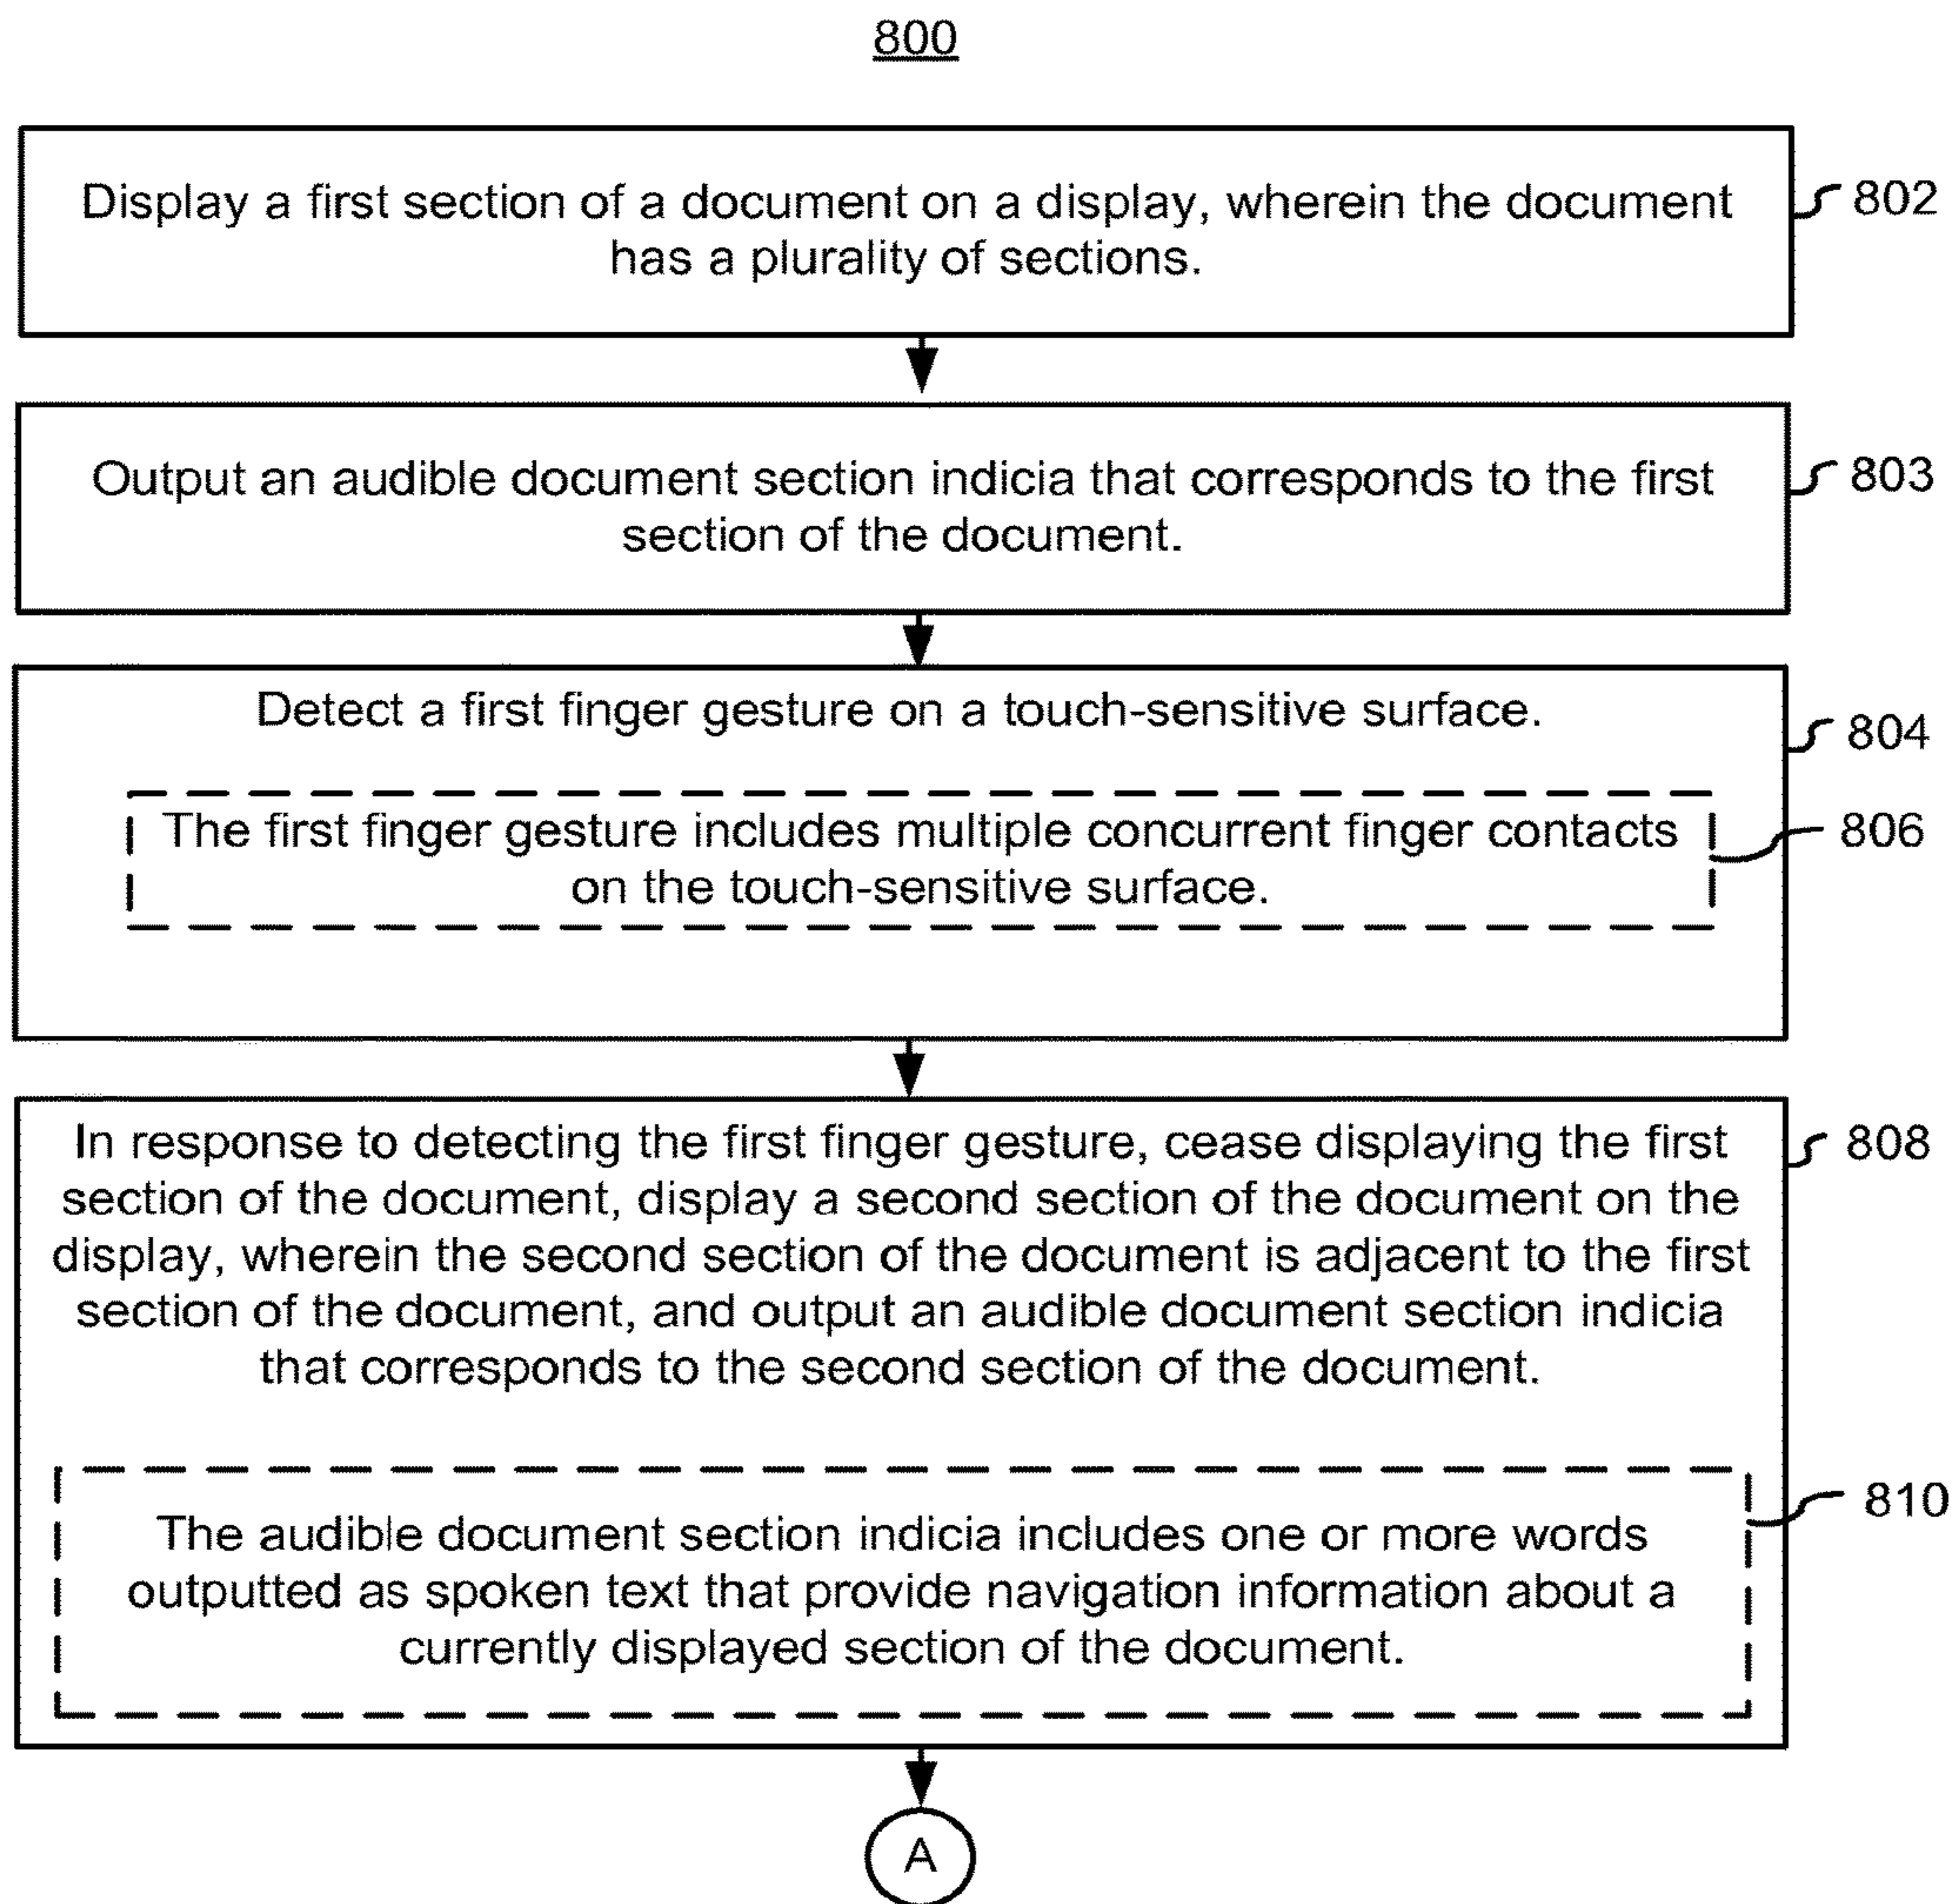 800
Display a first section of a document on a display, wherein the document
has a plurality of sections.
802
Output an audible document section indicia that corresponds to the first
section of the document.
803
Detect a first finger gesture on a touch-sensitive surface.
804
The first finger gesture includes multiple concurrent finger contacts
on the touch-sensitive surface.
806
In response to detecting the first finger gesture, cease displaying the first
section of the document, display a second section of the document on the
display, wherein the second section of the document is adjacent to the first
section of the document, and output an audible document section indicia
that corresponds to the second section of the document.
808
The audible document section indicia includes one or more words
outputted as spoken text that provide navigation information about a
currently displayed section of the document.
810
A